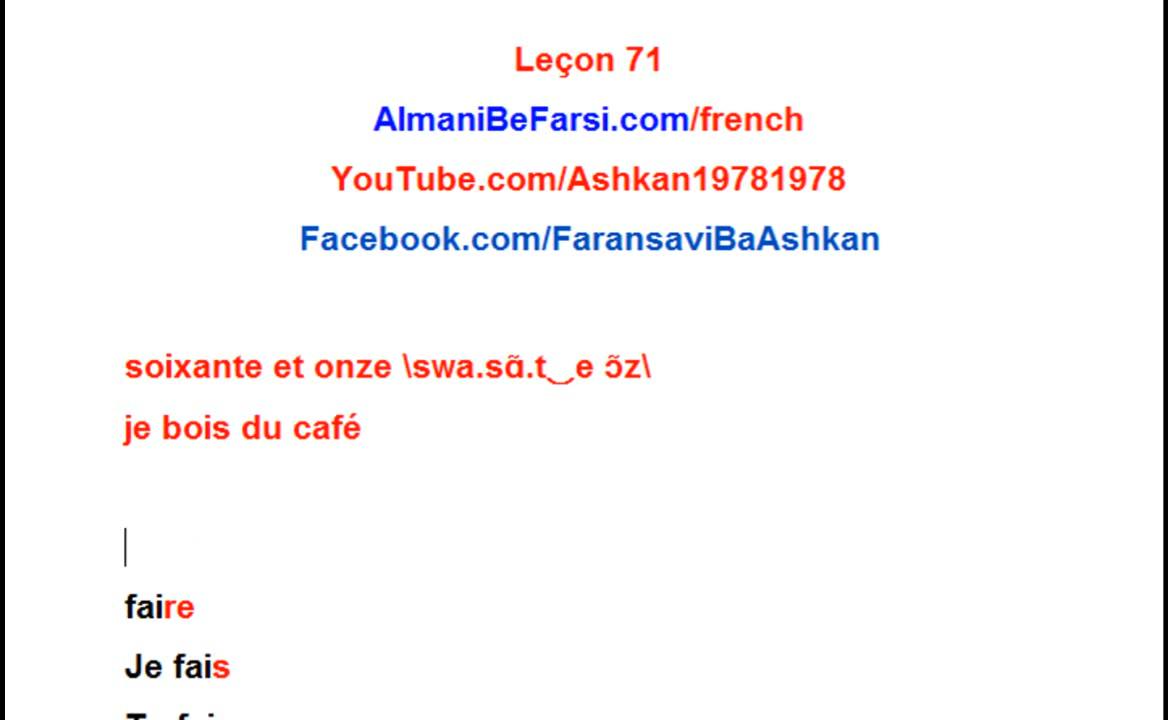 Leçon 71
AlmaniBeFarsi.com/french
YouTube.com/Ashkan19781978
Facebook.com/FaransaviBaAshkan
soixante et onze \swa.sɑ̃.t‿e ɔ̃z\
je bois du café
faire
Je fais